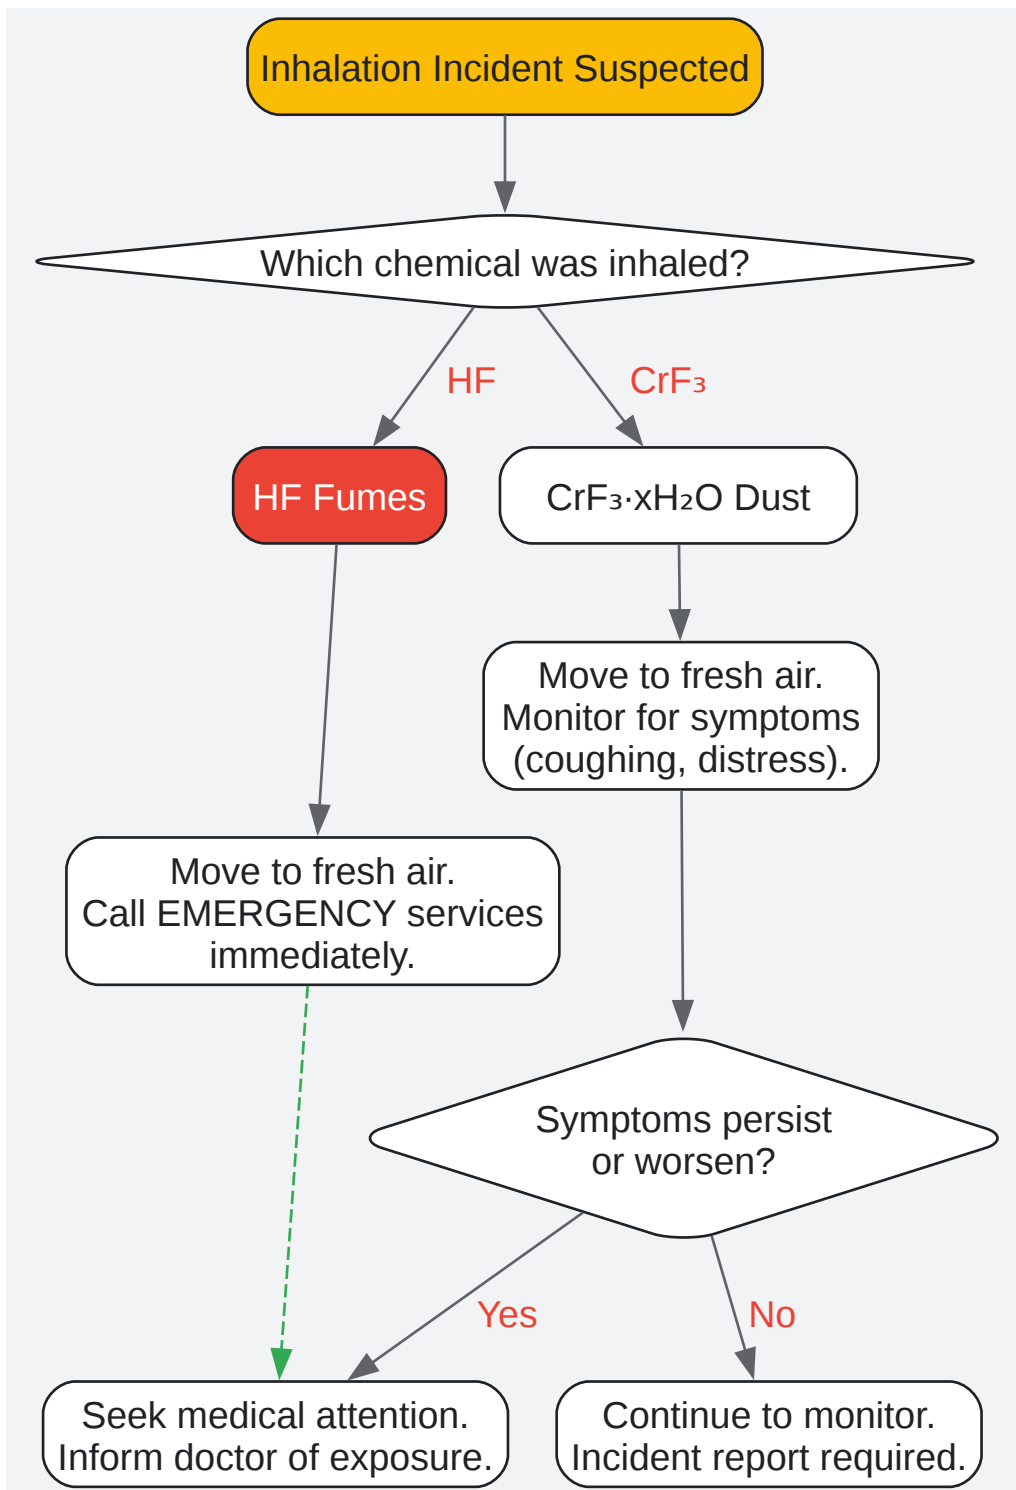 Inhalation Incident Suspected
Which chemical was inhaled?
HF
CrF₃
HF Fumes
CrF₃·xH₂O Dust
Move to fresh air.
Monitor for symptoms
(coughing, distress).
Move to fresh air.
Call EMERGENCY services
immediately.
Symptoms persist
or worsen?
Yes
No
Seek medical attention.
Inform doctor of exposure.
Continue to monitor.
Incident report required.